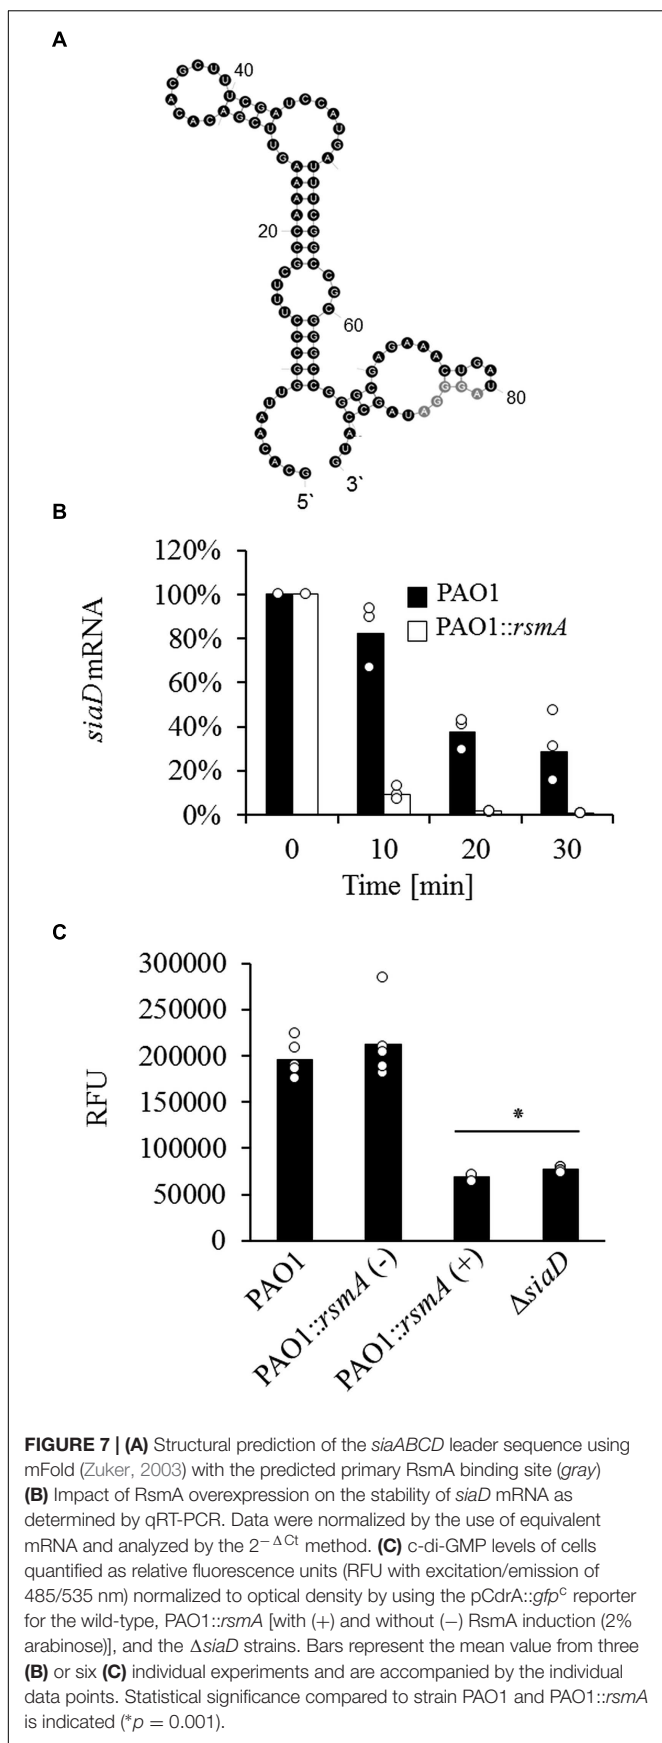 A
40
20
60
80
5`
3`
B
120%
100%
80%
60%
40%
20%
0%
siaD mRNA
PAO1
PAO1::rsmA
0 10 20 30
Time [min]
C
300000
250000
200000
150000
100000
50000
0
RFU
*
PAO1
PAO1::rsmA (-)
PAO1::rsmA (+)
ΔsiaD
FIGURE 7 | (A) Structural prediction of the siaABCD leader sequence using
mFold (Zuker, 2003) with the predicted primary RsmA binding site (gray)
(B) Impact of RsmA overexpression on the stability of siaD mRNA as
determined by qRT-PCR. Data were normalized by the use of equivalent
mRNA and analyzed by the 2−ΔCt method. (C) c-di-GMP levels of cells
quantified as relative fluorescence units (RFU with excitation/emission of
485/535 nm) normalized to optical density by using the pCdrA::gfpC reporter
for the wild-type, PAO1::rsmA [with (+) and without (−) RsmA induction (2%
arabinose)], and the ΔsiaD strains. Bars represent the mean value from three
(B) or six (C) individual experiments and are accompanied by the individual
data points. Statistical significance compared to strain PAO1 and PAO1::rsmA
is indicated (*p = 0.001).